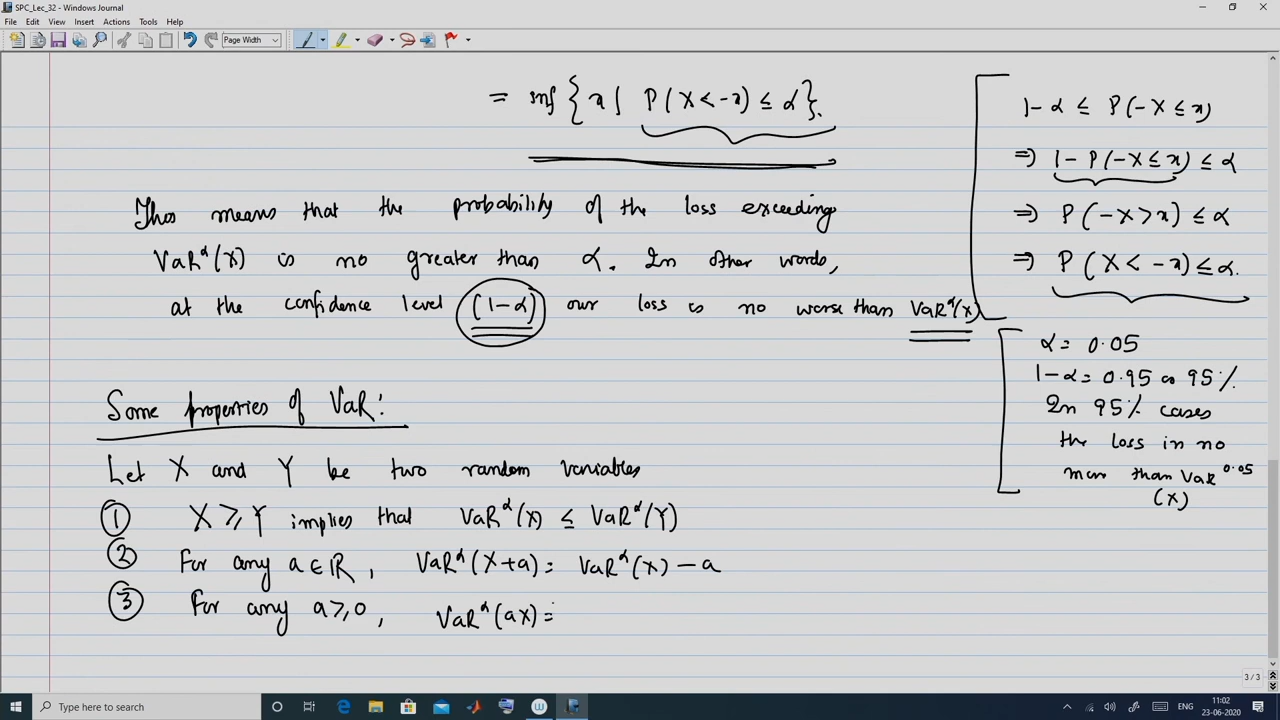 SPC_Lec_32 - Windows Journal
File Edit View Insert Actions Tools Help
Page Width
= inf { x | P(X < -x) ≤ α }.
This means that the probability of the loss exceeding
VaR^α(X) is no greater than α. In other words,
at the confidence level (1-α) our loss is no worse than VaR^α(X)
1-α ≤ P(-X ≤ x)
⇒ 1 - P(-X ≤ x) ≤ α
⇒ P(-X > x) ≤ α
⇒ P(X < -x) ≤ α.
α = 0.05
1-α = 0.95 or 95%
In 95% cases
the loss is no
more than VaR^0.05
(X)
Some properties of VaR:
Let X and Y be two random variables
① X ≥ Y implies that VaR^α(X) ≤ VaR^α(Y)
② For any a ∈ ℝ, VaR^α(X+a) = VaR^α(X) - a
③ For any a ≥ 0, VaR^α(aX) =
3 / 3
Type here to search
ENG
11:02
23-06-2020